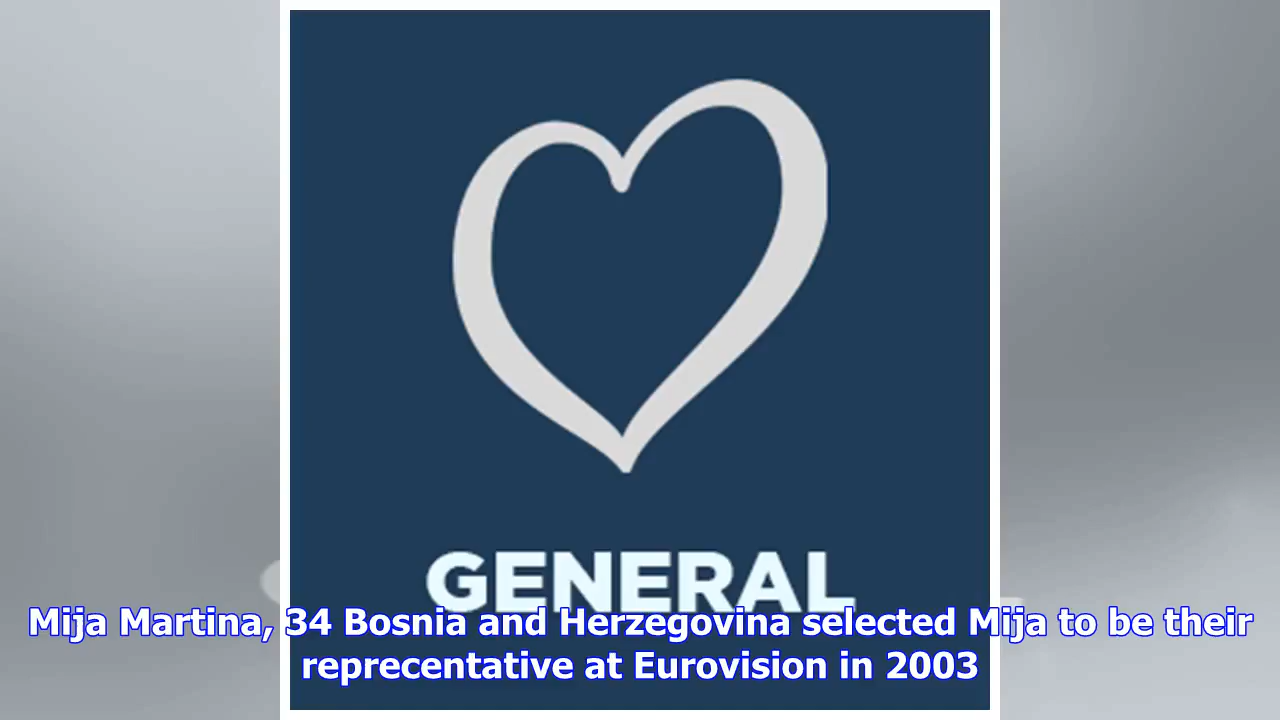 GENERAL
Mija Martina, 34 Bosnia and Herzegovina selected Mija to be their
reprecentative at Eurovision in 2003